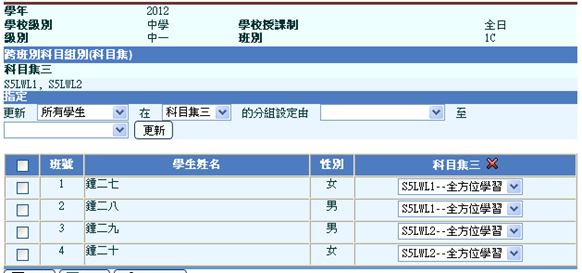 學年 2012
學校級別 中學 學校授課制 全日
級別 中一 班別 1C
跨班別科目組別(科目集)
科目集三
S5LWL1, S5LWL2
指定
更新 所有學生 在 科目集三 的分組設定由 至
更新
班號 學生姓名 性別 科目集三
1 鍾二七 女 S5LWL1--全方位學習
2 鍾二八 男 S5LWL1--全方位學習
3 鍾二九 男 S5LWL2--全方位學習
4 鍾二十 女 S5LWL2--全方位學習